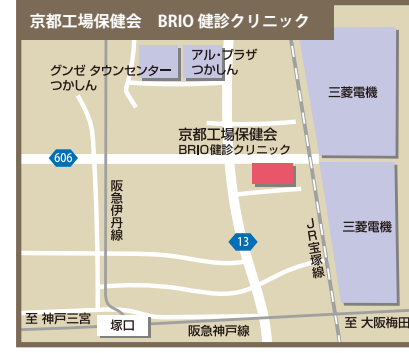 京都工場保健会　BRIO 健診クリニック
アル・プラザ
つかしん
グンゼ タウンセンター
つかしん
三菱電機
京都工場保健会
BRIO健診クリニック
606
阪急伊丹線
13
JR宝塚線
三菱電機
至 神戸三宮
塚口
阪急神戸線
至 大阪梅田